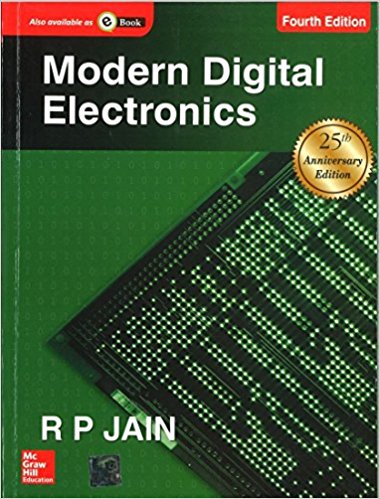 Also available as
e Book
Fourth Edition
Modern Digital
Electronics
25th
Anniversary
Edition
R P JAIN
Mc
Graw
Hill
Education